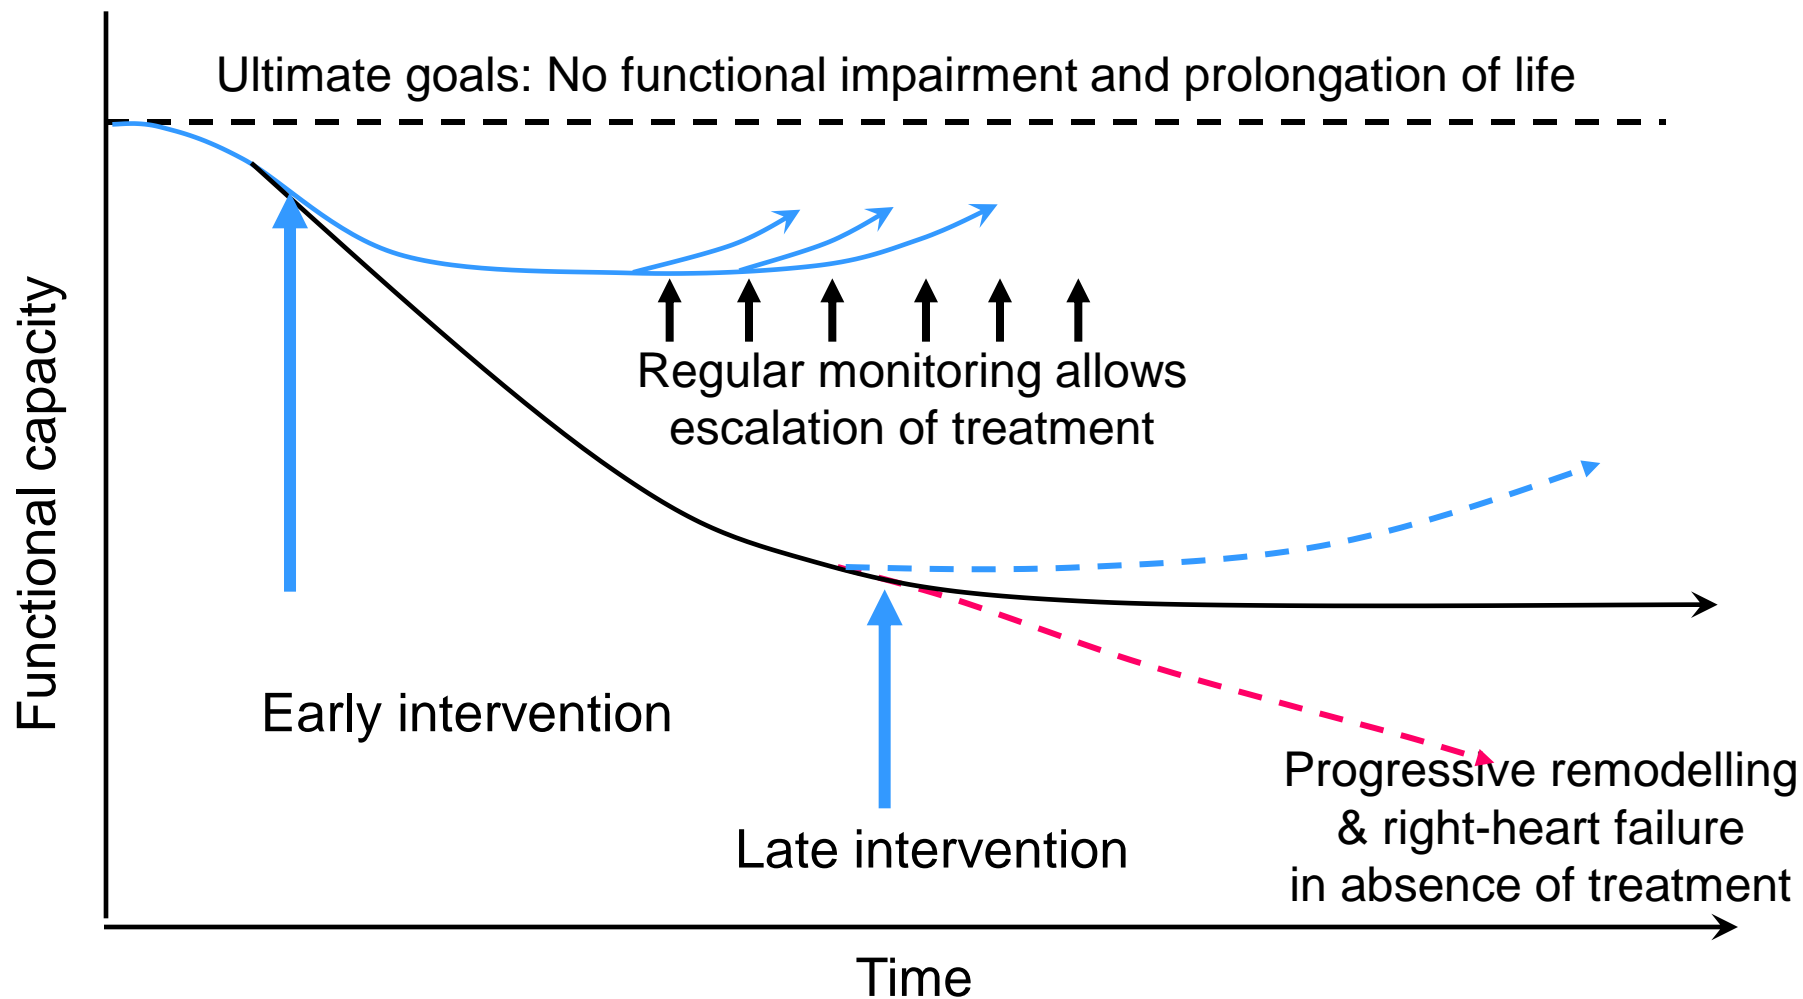 Ultimate goals: No functional impairment and prolongation of life
Functional capacity
Regular monitoring allows
escalation of treatment
Early intervention
Late intervention
Progressive remodelling
& right-heart failure
in absence of treatment
Time